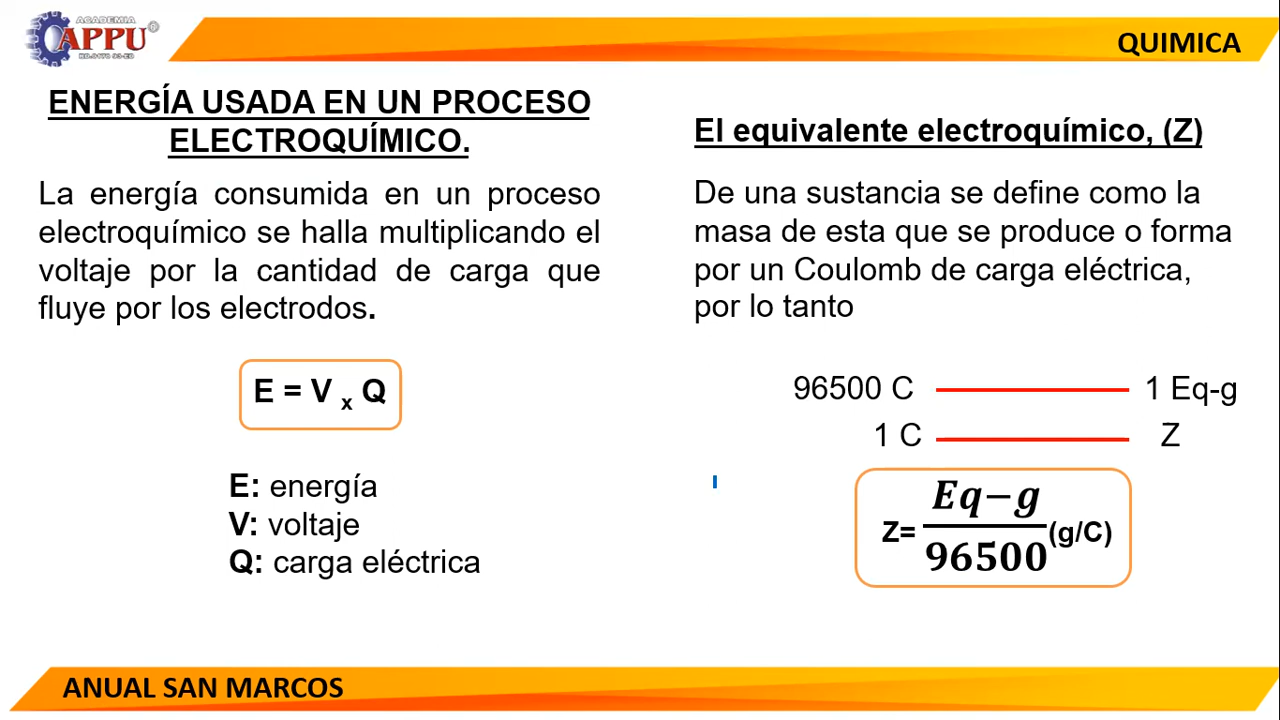 ACADEMIA
APPU®
QUIMICA
ENERGÍA USADA EN UN PROCESO
ELECTROQUÍMICO.
La energía consumida en un proceso
electroquímico se halla multiplicando el
voltaje por la cantidad de carga que
fluye por los electrodos.
E = V x Q
E: energía
V: voltaje
Q: carga eléctrica
El equivalente electroquímico, (Z)
De una sustancia se define como la
masa de esta que se produce o forma
por un Coulomb de carga eléctrica,
por lo tanto
96500 C 1 Eq-g
1 C Z
Eq−g
Z= (g/C)
96500
ANUAL SAN MARCOS